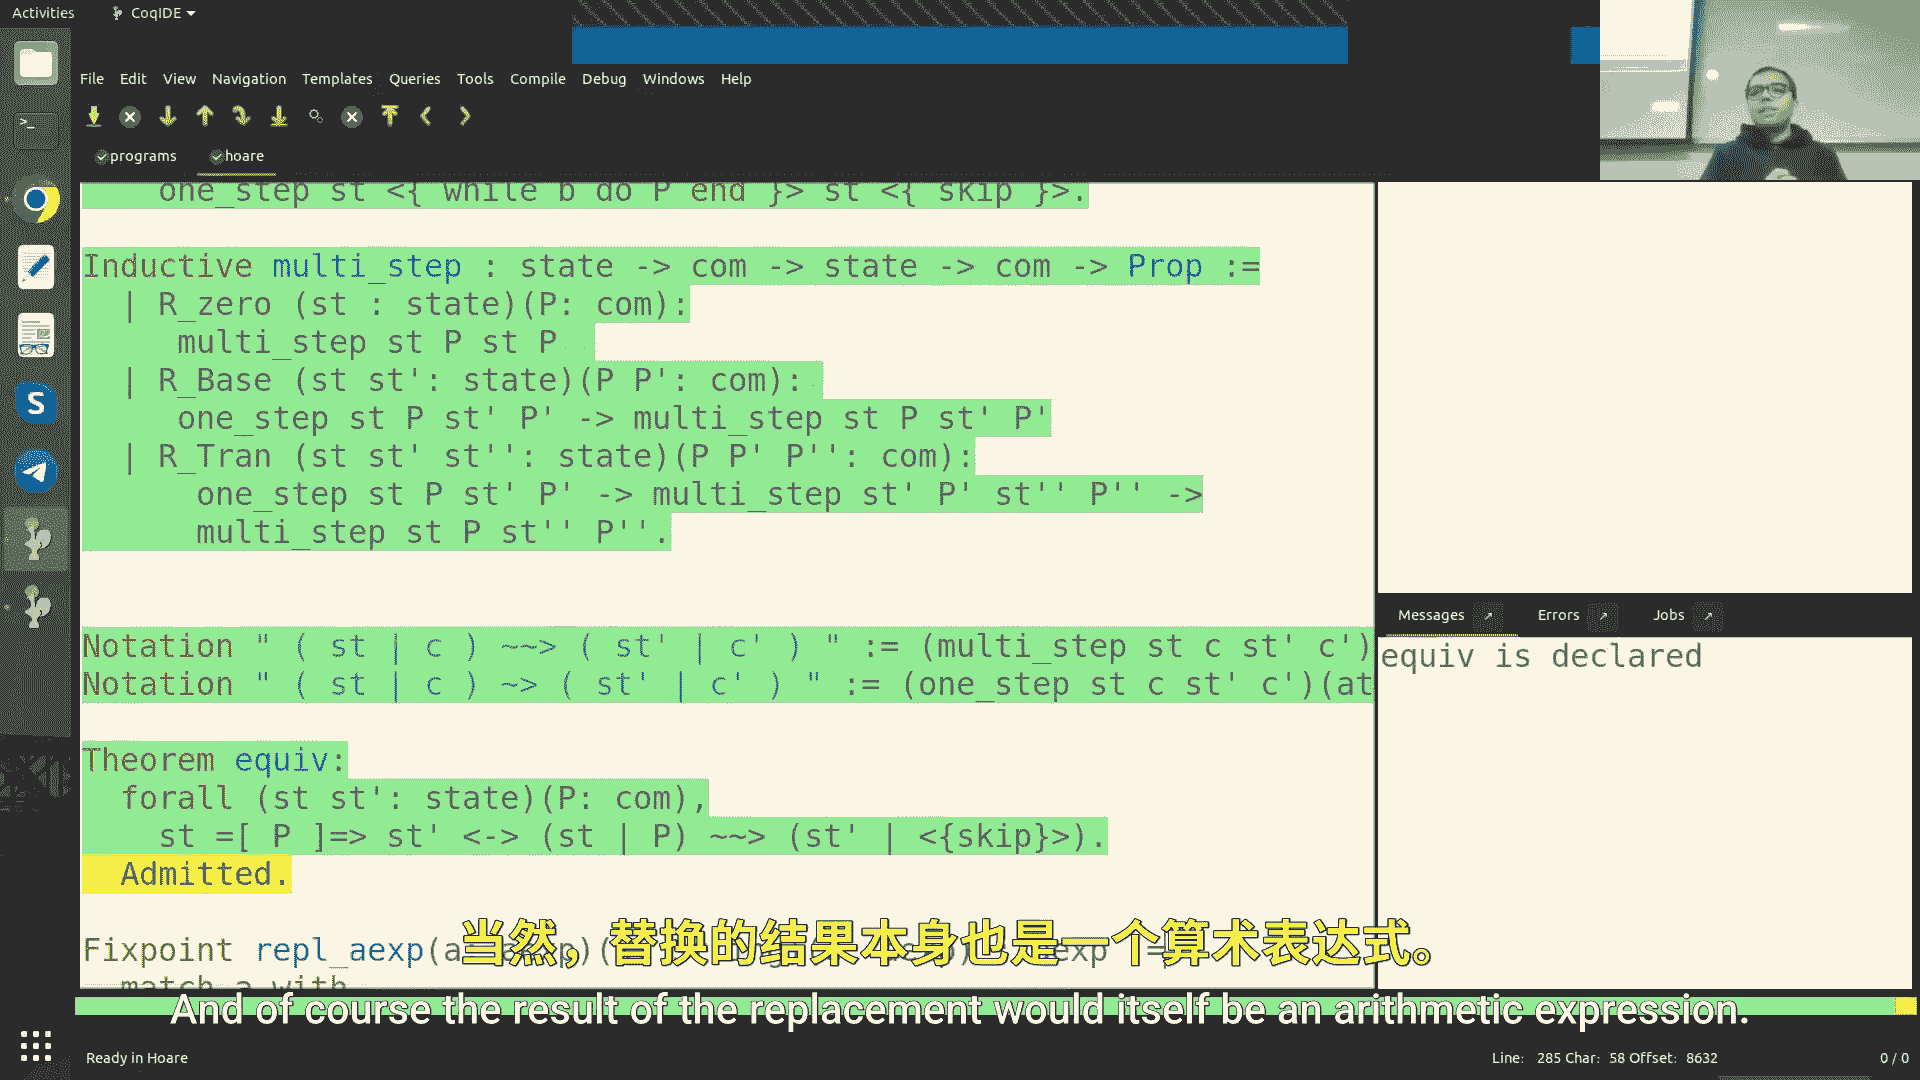 Activities
CoqIDE
File Edit View Navigation Templates Queries Tools Compile Debug Windows Help
programs
hoare
one_step st <{ while b do P end }> st <{ skip }>.
Inductive multi_step : state -> com -> state -> com -> Prop :=
| R_zero (st : state)(P: com):
multi_step st P st P
| R_Base (st st': state)(P P': com):
one_step st P st' P' -> multi_step st P st' P'
| R_Tran (st st' st'': state)(P P' P'': com):
one_step st P st' P' -> multi_step st' P' st'' P'' ->
multi_step st P st'' P''.
Notation " ( st | c ) ~~> ( st' | c' ) " := (multi_step st c st' c')
Notation " ( st | c ) ~> ( st' | c' ) " := (one_step st c st' c')(at
Theorem equiv:
forall (st st': state)(P: com),
st =[ P ]=> st' <-> (st | P) ~~> (st' | <{skip}>).
Admitted.
Fixpoint repl_aexp(a
match a with
Messages
Errors
Jobs
equiv is declared
当然，替换的结果本身也是一个算术表达式。
And of course the result of the replacement would itself be an arithmetic expression.
Ready in Hoare
Line: 285 Char: 58 Offset: 8632
0 / 0